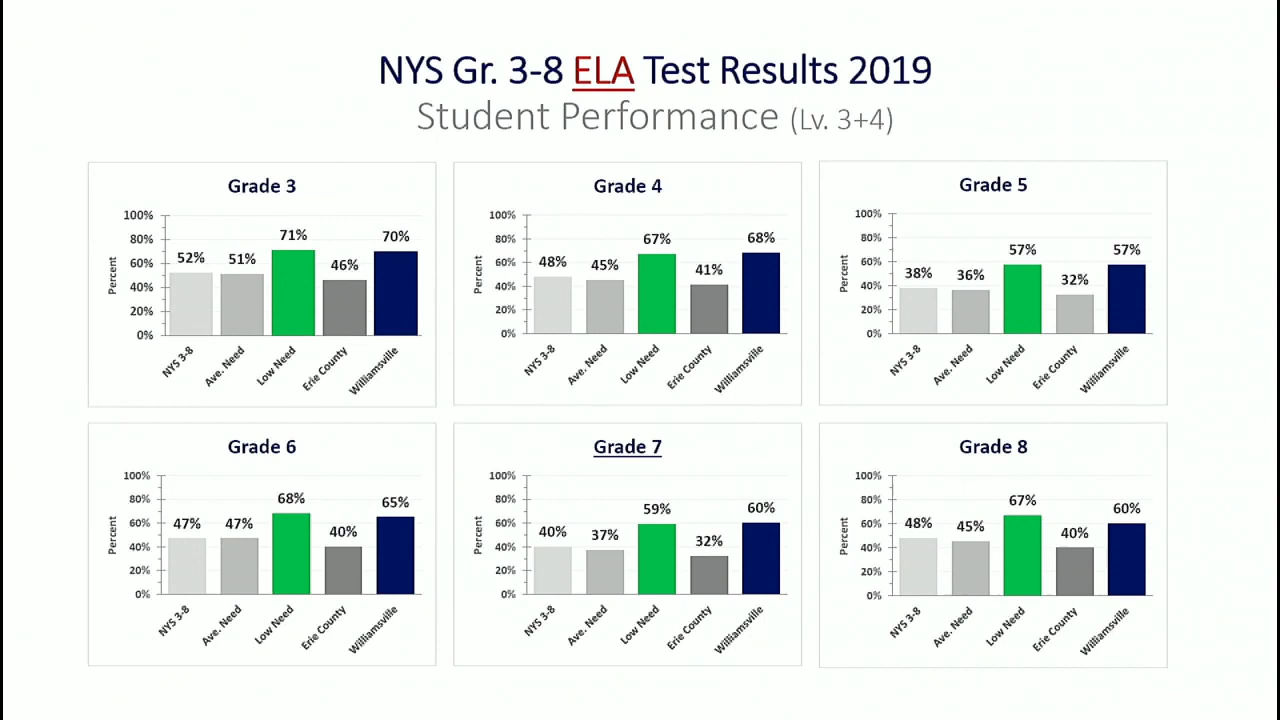 NYS Gr. 3-8 ELA Test Results 2019
Student Performance (Lv. 3+4)
Grade 3
Percent
100%
80%
60%
40%
20%
0%
52%
51%
71%
46%
70%
NYS 3-8
Ave. Need
Low Need
Erie County
Williamsville
Grade 4
Percent
100%
80%
60%
40%
20%
0%
48%
45%
67%
41%
68%
NYS 3-8
Ave. Need
Low Need
Erie County
Williamsville
Grade 5
Percent
100%
80%
60%
40%
20%
0%
38%
36%
57%
32%
57%
NYS 3-8
Ave. Need
Low Need
Erie County
Williamsville
Grade 6
Percent
100%
80%
60%
40%
20%
0%
47%
47%
68%
40%
65%
NYS 3-8
Ave. Need
Low Need
Erie County
Williamsville
Grade 7
Percent
100%
80%
60%
40%
20%
0%
40%
37%
59%
32%
60%
NYS 3-8
Ave. Need
Low Need
Erie County
Williamsville
Grade 8
Percent
100%
80%
60%
40%
20%
0%
48%
45%
67%
40%
60%
NYS 3-8
Ave. Need
Low Need
Erie County
Williamsville